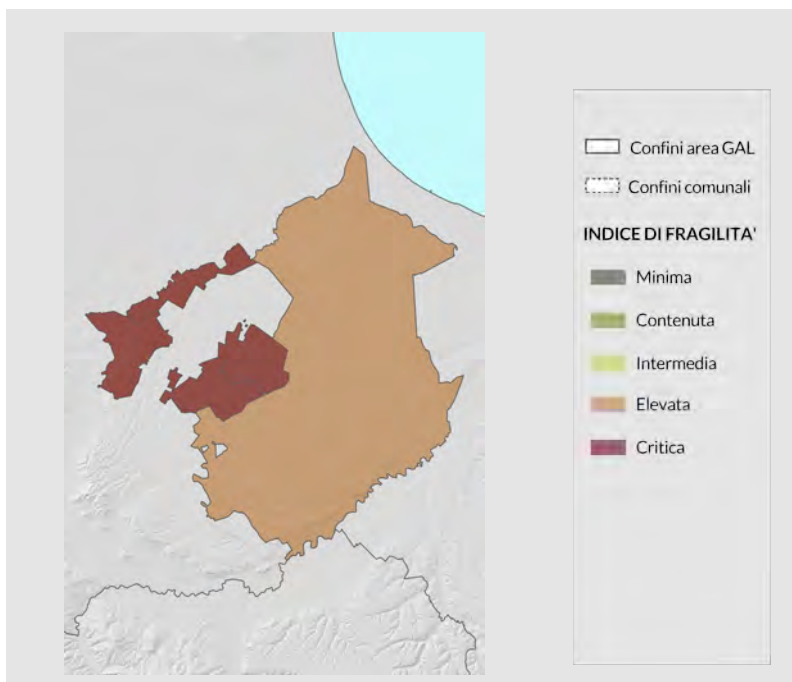 Confini area GAL
Confini comunali
INDICE DI FRAGILITA'
Minima
Contenuta
Intermedia
Elevata
Critica